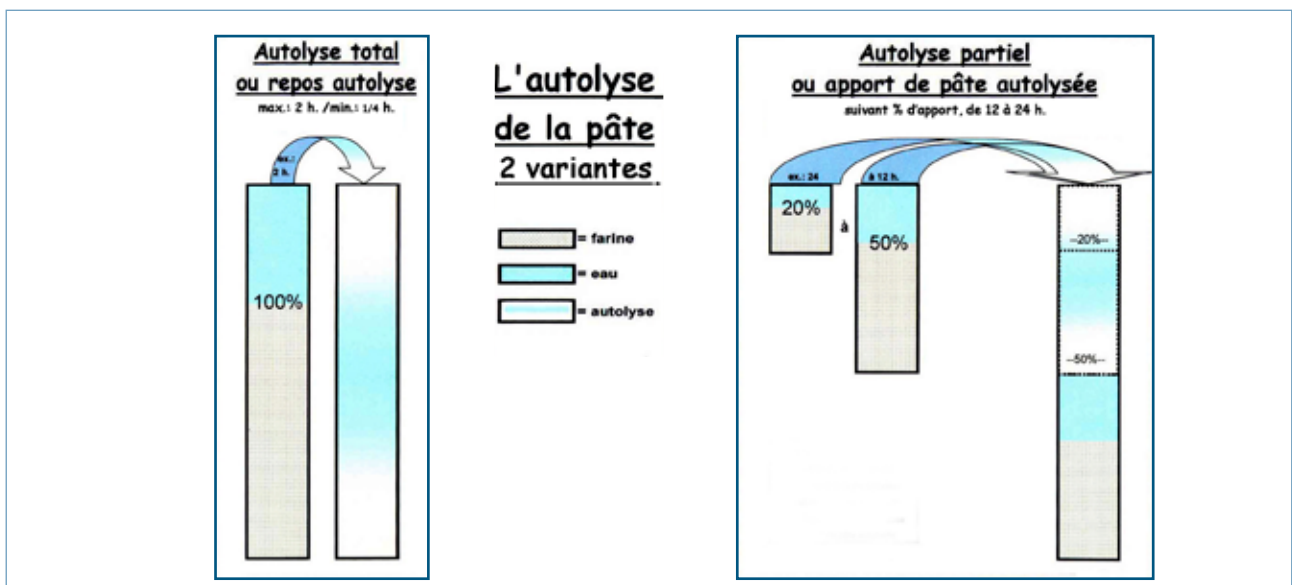 Autolyse total
ou repos autolyse
max.: 2 h. /min.: 1/4 h.
ex.:
2 h.
100%
L'autolyse
de la pâte
2 variantes
= farine
= eau
= autolyse
Autolyse partiel
ou apport de pâte autolysée
suivant % d'apport, de 12 à 24 h.
ex.: 24
à 12 h.
20%
à
50%
--20%--
--50%--